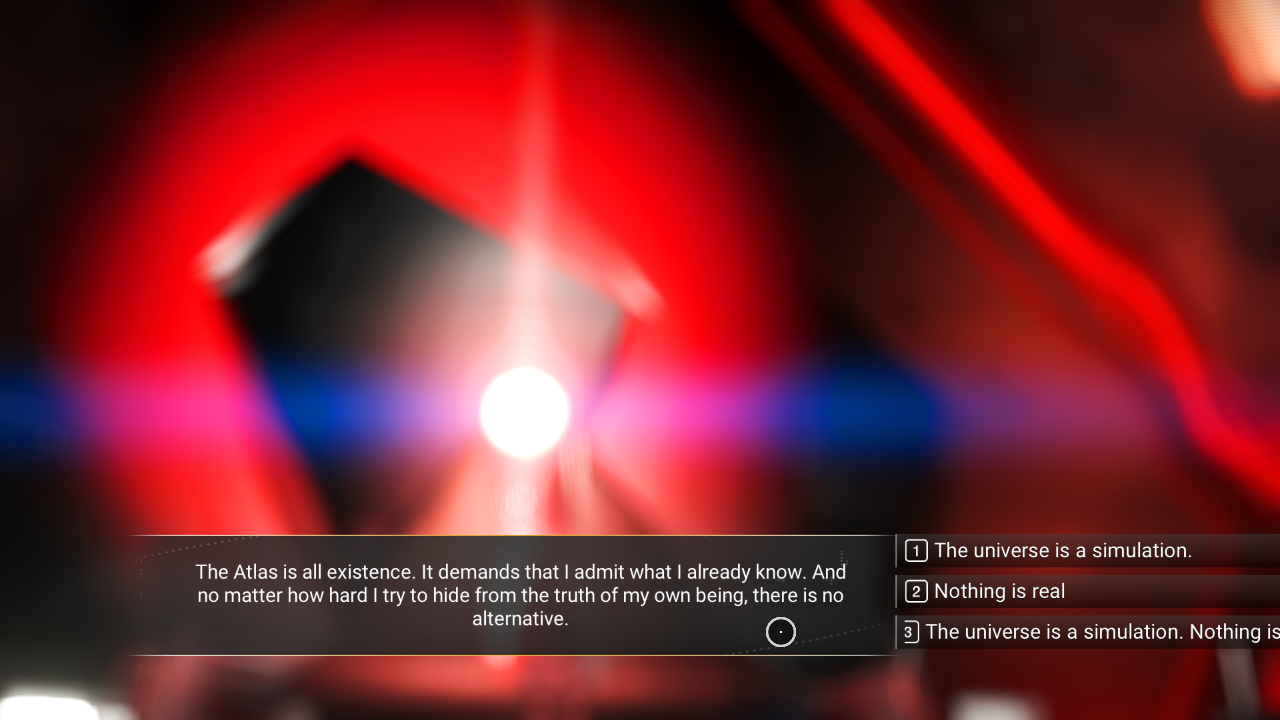 The Atlas is all existence. It demands that I admit what I already know. And
no matter how hard I try to hide from the truth of my own being, there is no
alternative.
1 The universe is a simulation.
2 Nothing is real
3 The universe is a simulation. Nothing is